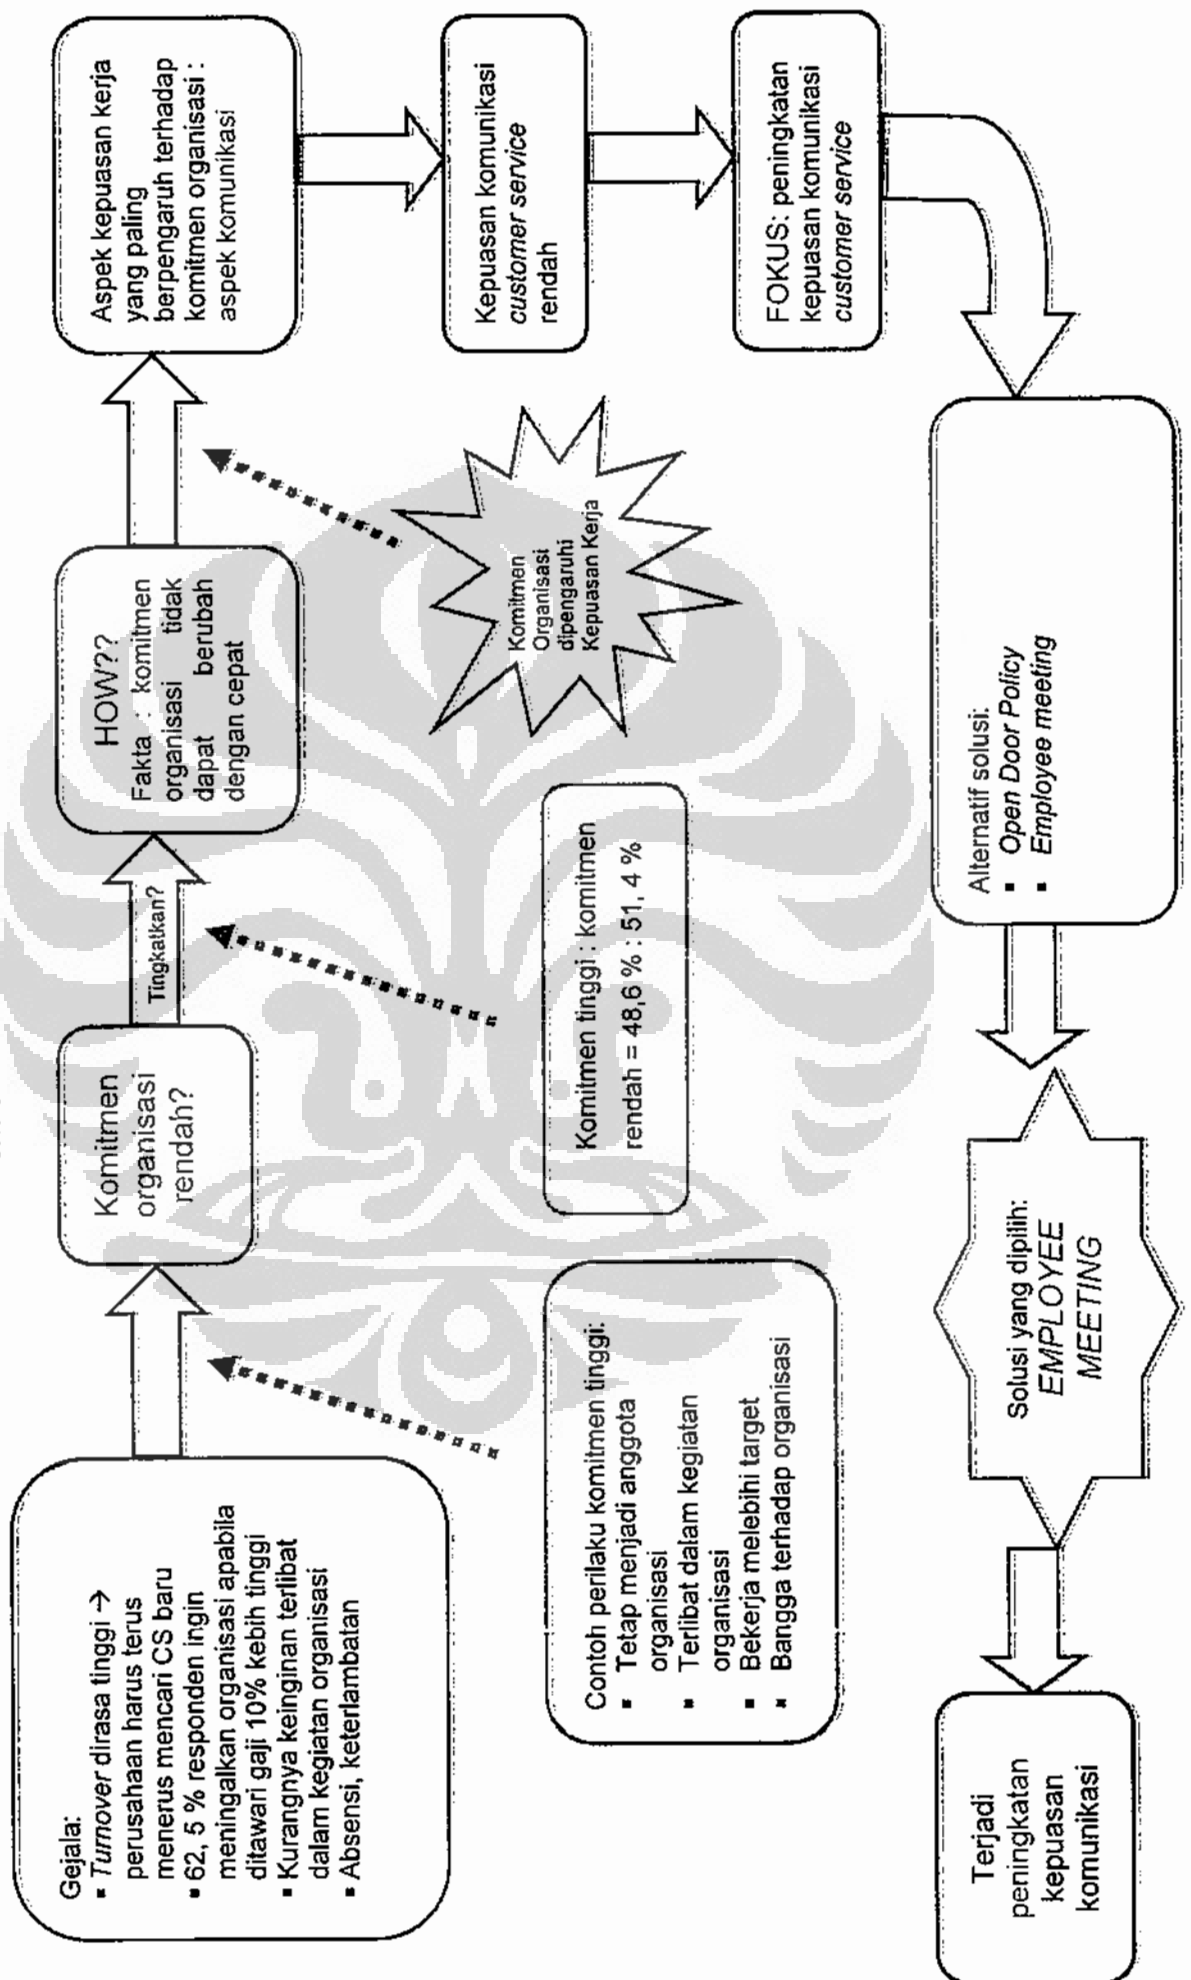 Gejala:
▪ Turnover dirasa tinggi →
perusahaan harus terus
menerus mencari CS baru
▪ 62, 5 % responden ingin
meningalkan organisasi apabila
ditawari gaji 10% kebih tinggi
▪ Kurangnya keinginan terlibat
dalam kegiatan organisasi
▪ Absensi, keterlambatan
Komitmen
organisasi
rendah?
Tingkatkan?
HOW??
Fakta : komitmen
organisasi tidak
dapat berubah
dengan cepat
Aspek kepuasan kerja
yang paling
berpengaruh terhadap
komitmen organisasi :
aspek komunikasi
Contoh perilaku komitmen tinggi:
▪ Tetap menjadi anggota
organisasi
▪ Terlibat dalam kegiatan
organisasi
▪ Bekerja melebihi target
▪ Bangga terhadap organisasi
Komitmen tinggi : komitmen
rendah = 48,6 % : 51, 4 %
Komitmen
Organisasi
dipengaruhi
Kepuasan Kerja
Kepuasan komunikasi
customer service
rendah
FOKUS: peningkatan
kepuasan komunikasi
customer service
Alternatif solusi:
▪ Open Door Policy
▪ Employee meeting
Solusi yang dipilih:
EMPLOYEE
MEETING
Terjadi
peningkatan
kepuasan
komunikasi